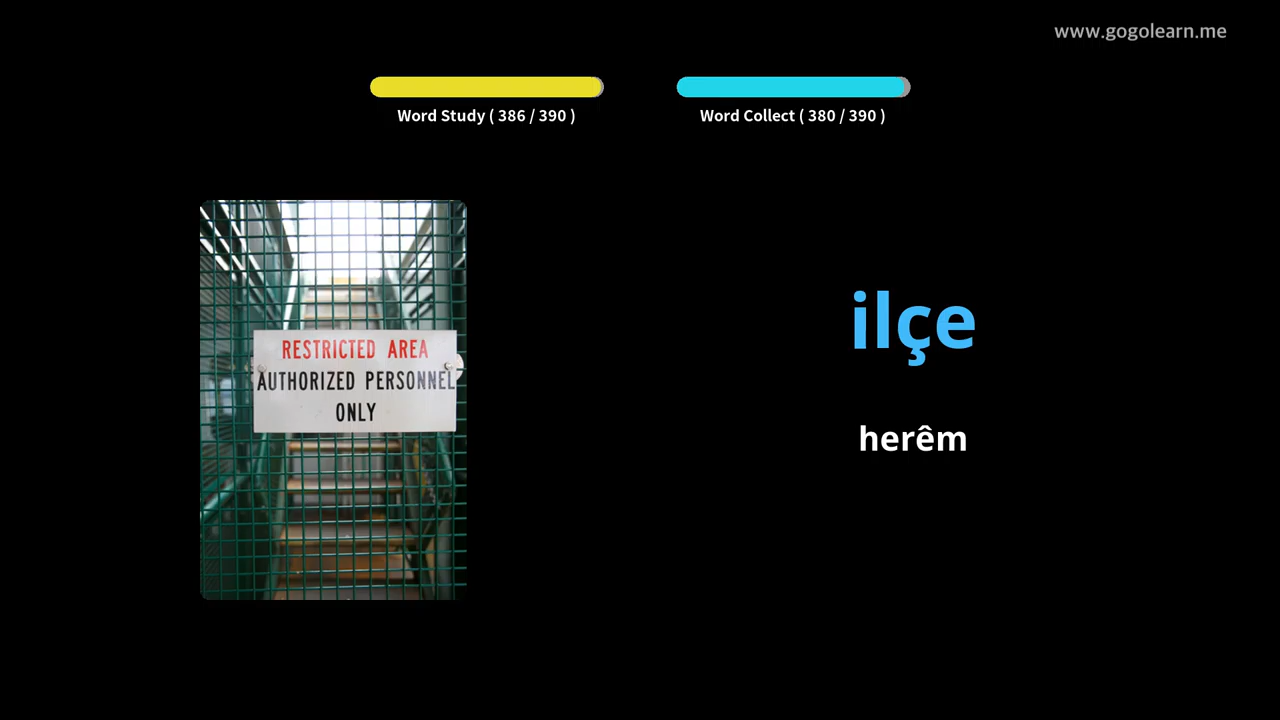 www.gogolearn.me
Word Study ( 386 / 390 )
Word Collect ( 380 / 390 )
RESTRICTED AREA
AUTHORIZED PERSONNEL
ONLY
ilçe
herêm